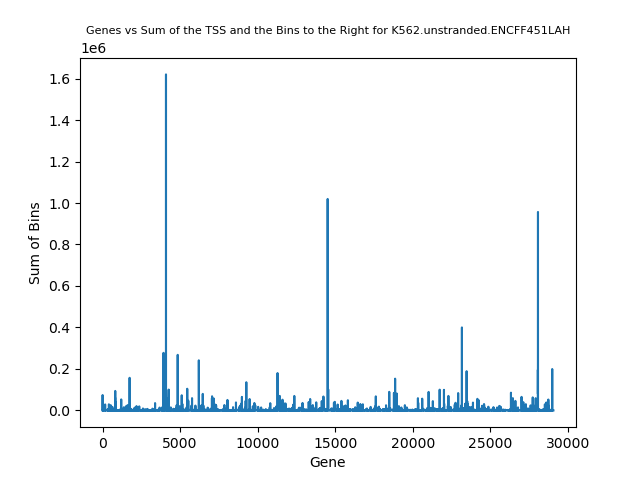 Genes vs Sum of the TSS and the Bins to the Right for K562.unstranded.ENCFF451LAH
1e6
1.6
1.4
1.2
1.0
0.8
0.6
0.4
0.2
0.0
Sum of Bins
0 5000 10000 15000 20000 25000 30000
Gene